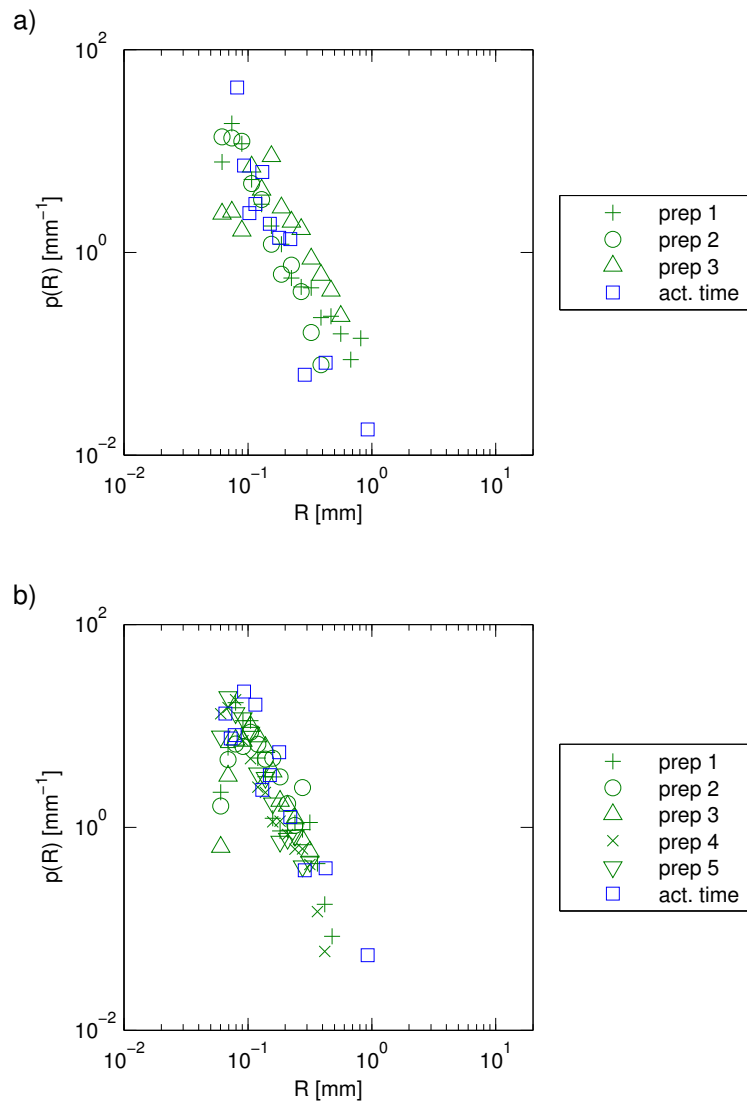 a)
10^2
10^0
10^-2
p(R) [mm^-1]
10^-2 10^-1 10^0 10^1
R [mm]
prep 1
prep 2
prep 3
act. time
b)
10^2
10^0
10^-2
p(R) [mm^-1]
10^-2 10^-1 10^0 10^1
R [mm]
prep 1
prep 2
prep 3
prep 4
prep 5
act. time